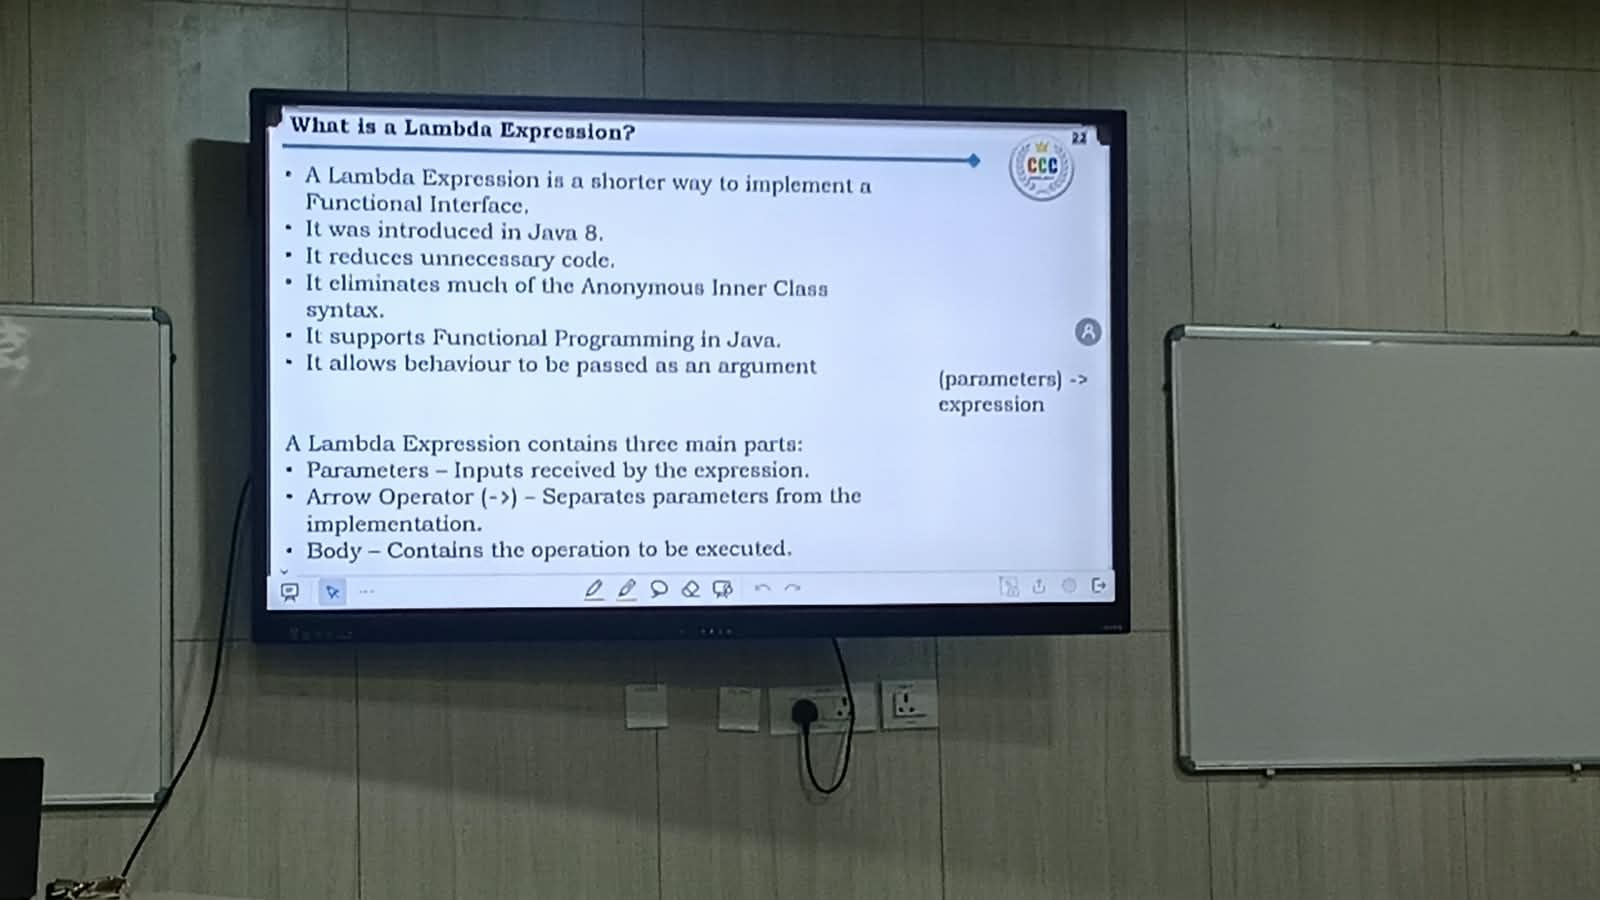 What is a Lambda Expression?
22
CCC
• A Lambda Expression is a shorter way to implement a
Functional Interface.
• It was introduced in Java 8.
• It reduces unnecessary code.
• It eliminates much of the Anonymous Inner Class
syntax.
• It supports Functional Programming in Java.
• It allows behaviour to be passed as an argument
(parameters) ->
expression
A Lambda Expression contains three main parts:
• Parameters – Inputs received by the expression.
• Arrow Operator (->) – Separates parameters from the
implementation.
• Body – Contains the operation to be executed.